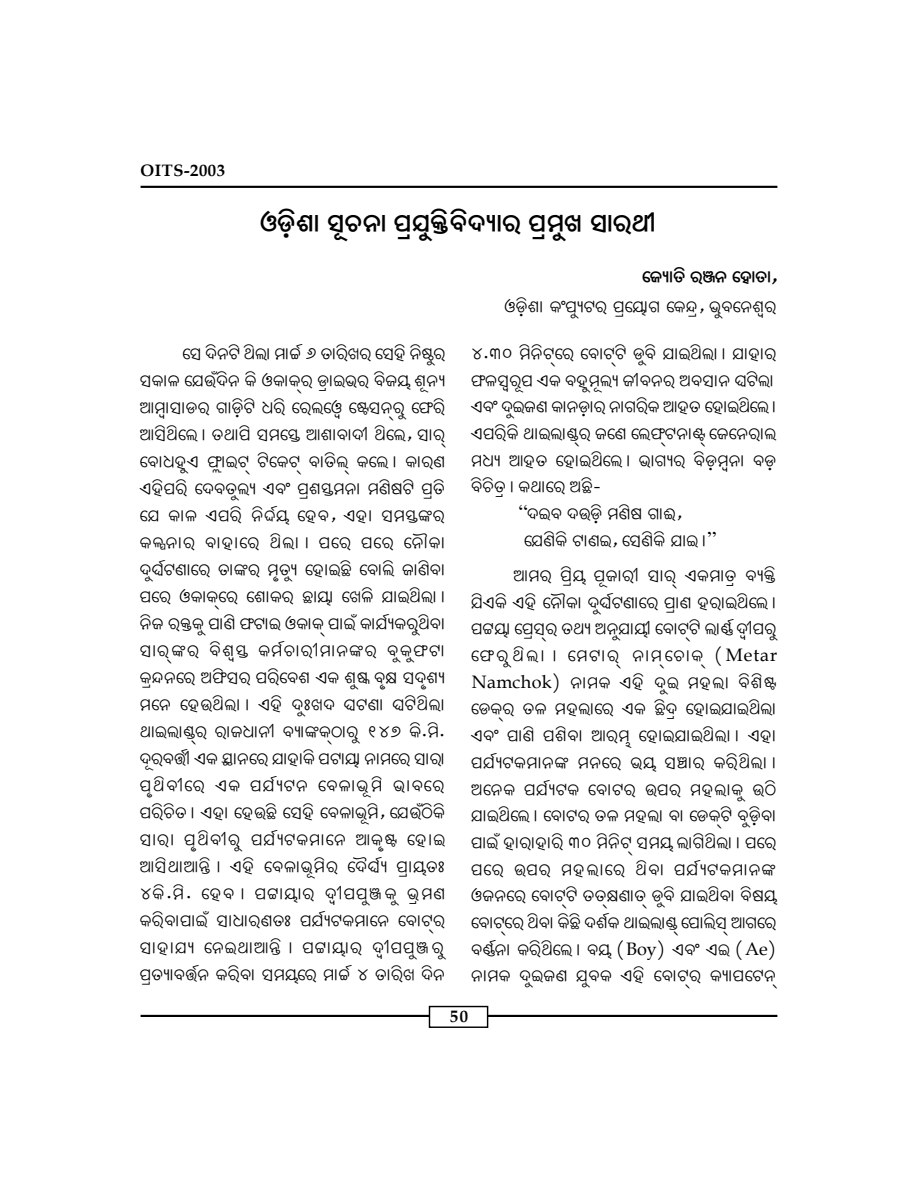 OITS-2003
ଓଡ଼ିଶା ସୂଚନା ପ୍ରଯୁକ୍ତିବିଦ୍ୟାର ପ୍ରମୁଖ ସାରଥୀ
ଜ୍ୟୋତି ରଞ୍ଜନ ହୋତା,
ଓଡ଼ିଶା କଂପ୍ୟୁଟର ପ୍ରୟୋଗ କେନ୍ଦ୍ର, ଭୁବନେଶ୍ୱର
ସେ ଦିନଟି ଥିଲା ମାର୍ଚ୍ଚ ୬ ତାରିଖର ସେହି ନିଷ୍ଠୁର
ସକାଳ ଯେଉଁଦିନ କି ଓକାକ୍‌ର ଡ୍ରାଇଭର ବିଜୟ ଶୂନ୍ୟ
ଆମ୍ବାସାଡର ଗାଡ଼ିଟି ଧରି ରେଲଓ୍ୱେ ଷ୍ଟେସନ୍‌ରୁ ଫେରି
ଆସିଥିଲେ। ତଥାପି ସମସ୍ତେ ଆଶାବାଦୀ ଥିଲେ, ସାର୍
ବୋଧହୁଏ ଫ୍ଲାଇଟ୍ ଟିକେଟ୍ ବାତିଲ୍ କଲେ। କାରଣ
ଏହିପରି ଦେବତୁଲ୍ୟ ଏବଂ ପ୍ରଶସ୍ତମନା ମଣିଷଟି ପ୍ରତି
ଯେ କାଳ ଏପରି ନିର୍ଦ୍ଦୟ ହେବ, ଏହା ସମସ୍ତଙ୍କର
କଳ୍ପନାର ବାହାରେ ଥିଲା। ପରେ ପରେ ନୌକା
ଦୁର୍ଘଟଣାରେ ତାଙ୍କର ମୃତ୍ୟୁ ହୋଇଛି ବୋଲି ଜାଣିବା
ପରେ ଓକାକ୍‌ରେ ଶୋକର ଛାୟା ଖେଳି ଯାଇଥିଲା।
ନିଜ ରକ୍ତକୁ ପାଣି ଫଟାଇ ଓକାକ୍ ପାଇଁ କାର୍ଯ୍ୟକରୁଥିବା
ସାର୍‌ଙ୍କର ବିଶ୍ୱସ୍ତ କର୍ମଚାରୀମାନଙ୍କର ବୁକୁଫଟା
କ୍ରନ୍ଦନରେ ଅଫିସର ପରିବେଶ ଏକ ଶୁଷ୍କ ବୃକ୍ଷ ସଦୃଶ୍ୟ
ମନେ ହେଉଥିଲା। ଏହି ଦୁଃଖଦ ଘଟଣା ଘଟିଥିଲା
ଥାଇଲାଣ୍ଡର ରାଜଧାନୀ ବ୍ୟାଙ୍କକ୍‌ଠାରୁ ୧୪୭ କି.ମି.
ଦୂରବର୍ତ୍ତୀ ଏକ ସ୍ଥାନରେ ଯାହାକି ପଟାୟା ନାମରେ ସାରା
ପୃଥିବୀରେ ଏକ ପର୍ଯ୍ୟଟନ ବେଳାଭୂମି ଭାବରେ
ପରିଚିତ। ଏହା ହେଉଛି ସେହି ବେଳାଭୂମି, ଯେଉଁଠିକି
ସାରା ପୃଥିବୀରୁ ପର୍ଯ୍ୟଟକମାନେ ଆକୃଷ୍ଟ ହୋଇ
ଆସିଥାଆନ୍ତି। ଏହି ବେଳାଭୂମିର ଦୈର୍ଘ୍ୟ ପ୍ରାୟତଃ
୪କି.ମି. ହେବ। ପଟ୍ଟାୟାର ଦ୍ୱୀପପୁଞ୍ଜକୁ ଭ୍ରମଣ
କରିବାପାଇଁ ସାଧାରଣତଃ ପର୍ଯ୍ୟଟକମାନେ ବୋଟ୍‌ର
ସାହାଯ୍ୟ ନେଇଥାଆନ୍ତି। ପଟ୍ଟାୟାର ଦ୍ୱୀପପୁଞ୍ଜରୁ
ପ୍ରତ୍ୟାବର୍ତ୍ତନ କରିବା ସମୟରେ ମାର୍ଚ୍ଚ ୪ ତାରିଖ ଦିନ
୪.୩୦ ମିନିଟ୍‌ରେ ବୋଟ୍‌ଟି ଡୁବି ଯାଇଥିଲା। ଯାହାର
ଫଳସ୍ୱରୂପ ଏକ ବହୁମୂଲ୍ୟ ଜୀବନର ଅବସାନ ଘଟିଲା
ଏବଂ ଦୁଇଜଣ କାନଡ଼ାର ନାଗରିକ ଆହତ ହୋଇଥିଲେ।
ଏପରିକି ଥାଇଲାଣ୍ଡର ଜଣେ ଲେଫ୍‌ଟନାଣ୍ଟ ଜେନେରାଲ
ମଧ୍ୟ ଆହତ ହୋଇଥିଲେ। ଭାଗ୍ୟର ବିଡ଼ମ୍ବନା ବଡ଼
ବିଚିତ୍ର। କଥାରେ ଅଛି-
“ଦଇବ ଦଉଡ଼ି ମଣିଷ ଗାଈ,
ଯେଣିକି ଟାଣଇ, ସେଣିକି ଯାଇ।”
ଆମର ପ୍ରିୟ ପୂଜାରୀ ସାର୍ ଏକମାତ୍ର ବ୍ୟକ୍ତି
ଯିଏକି ଏହି ନୌକା ଦୁର୍ଘଟଣାରେ ପ୍ରାଣ ହରାଇଥିଲେ।
ପଟ୍ଟୟା ପ୍ରେସ୍‌ର ତଥ୍ୟ ଅନୁଯାୟୀ ବୋଟ୍‌ଟି ଲାର୍ଣ୍ଣ ଦ୍ୱୀପରୁ
ଫେରୁଥିଲା। ମେଟାର୍ ନାମ୍‌ଚୋକ୍ (Metar
Namchok) ନାମକ ଏହି ଦୁଇ ମହଲା ବିଶିଷ୍ଟ
ଡେକ୍‌ର ତଳ ମହଲାରେ ଏକ ଛିଦ୍ର ହୋଇଯାଇଥିଲା
ଏବଂ ପାଣି ପଶିବା ଆରମ୍ଭ ହୋଇଯାଇଥିଲା। ଏହା
ପର୍ଯ୍ୟଟକମାନଙ୍କ ମନରେ ଭୟ ସଞ୍ଚାର କରିଥିଲା।
ଅନେକ ପର୍ଯ୍ୟଟକ ବୋଟର ଉପର ମହଲାକୁ ଉଠି
ଯାଇଥିଲେ। ବୋଟର ତଳ ମହଲା ବା ଡେକ୍‌ଟି ବୁଡ଼ିବା
ପାଇଁ ହାରାହାରି ୩୦ ମିନିଟ୍ ସମୟ ଲାଗିଥିଲା। ପରେ
ପରେ ଉପର ମହଲାରେ ଥିବା ପର୍ଯ୍ୟଟକମାନଙ୍କ
ଓଜନରେ ବୋଟ୍‌ଟି ତତ୍‌କ୍ଷଣାତ୍ ଡୁବି ଯାଇଥିବା ବିଷୟ
ବୋଟ୍‌ରେ ଥିବା କିଛି ଦର୍ଶକ ଥାଇଲାଣ୍ଡ ପୋଲିସ୍ ଆଗରେ
ବର୍ଣ୍ଣନା କରିଥିଲେ। ବୟ୍ (Boy) ଏବଂ ଏଇ (Ae)
ନାମକ ଦୁଇଜଣ ଯୁବକ ଏହି ବୋଟ୍‌ର କ୍ୟାପଟେନ୍
50